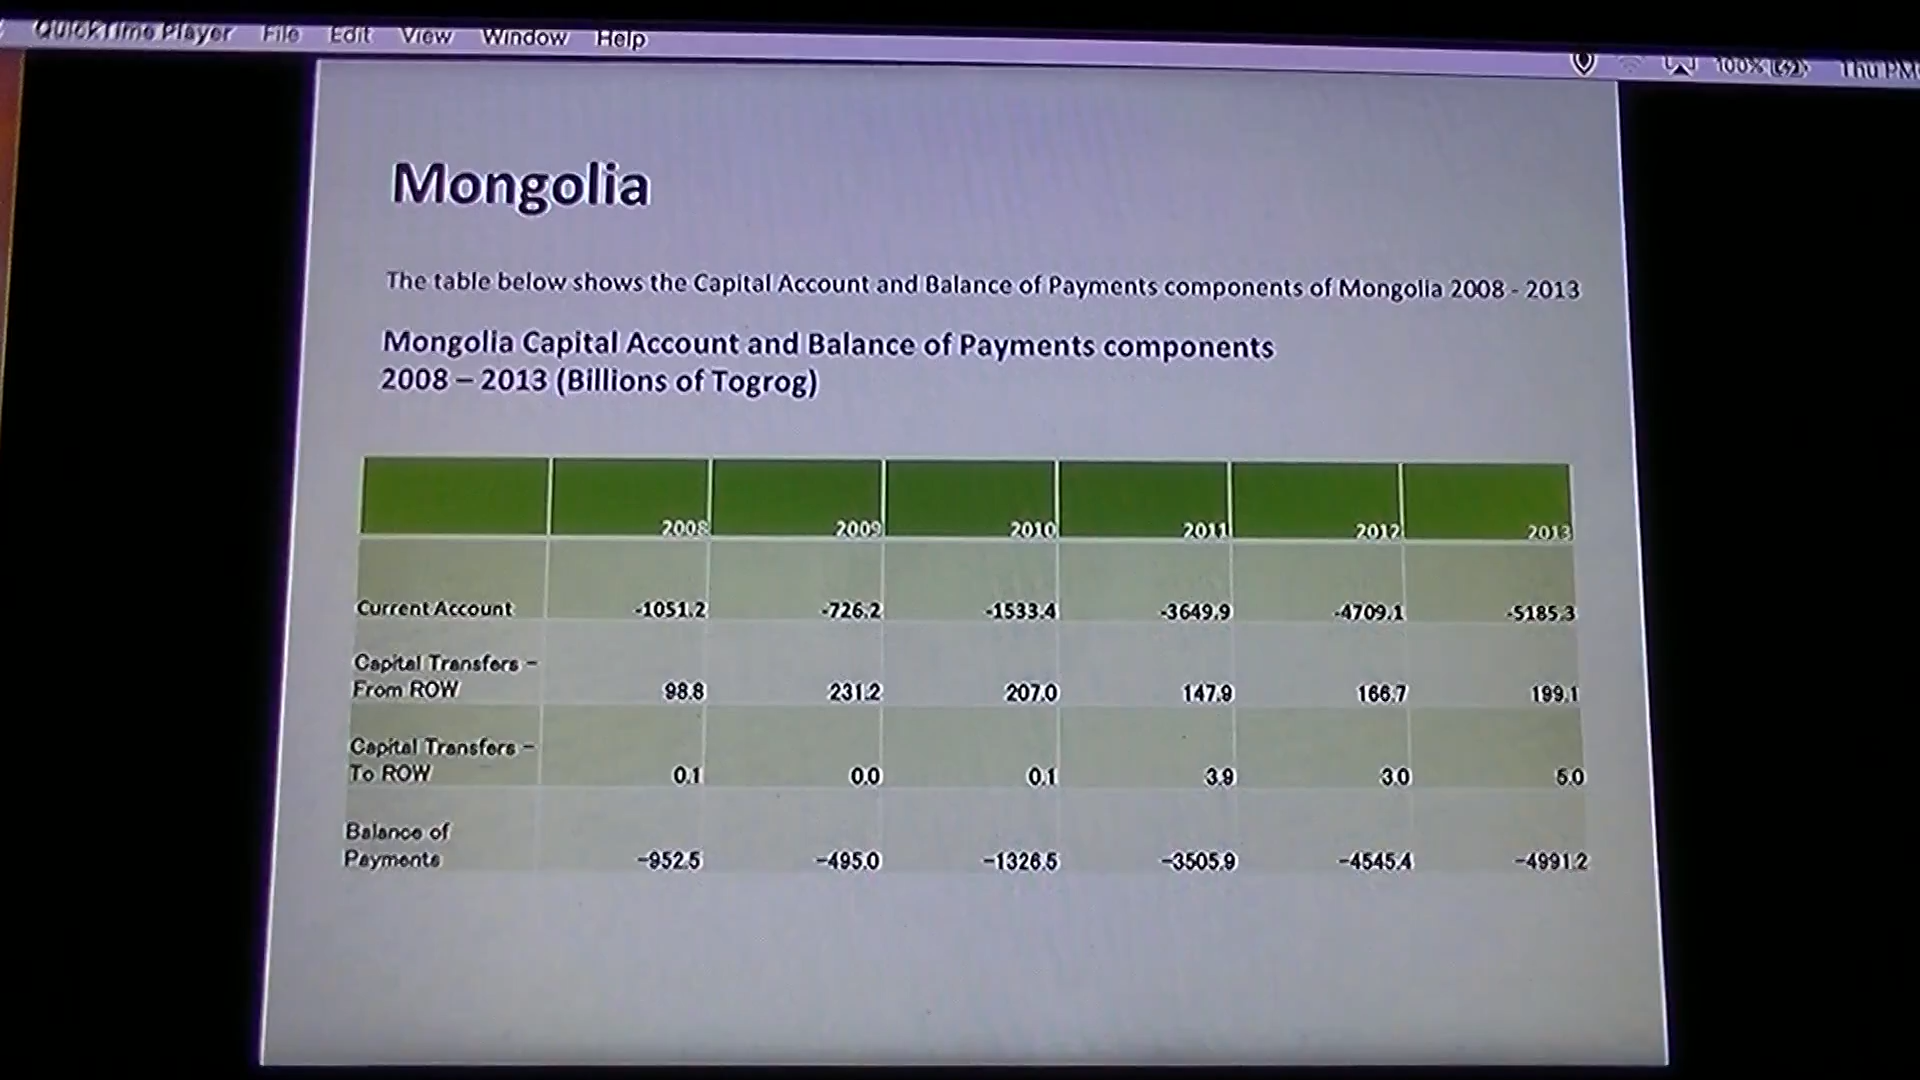 QuickTime Player File Edit View Window Help
100% Thu PM
Mongolia
The table below shows the Capital Account and Balance of Payments components of Mongolia 2008 - 2013
Mongolia Capital Account and Balance of Payments components
2008 – 2013 (Billions of Togrog)
2008 2009 2010 2011 2012 2013
Current Account -1051.2 -726.2 -1533.4 -3649.9 -4709.1 -5185.3
Capital Transfers –
From ROW 98.8 231.2 207.0 147.9 166.7 199.1
Capital Transfers –
To ROW 0.1 0.0 0.1 3.9 3.0 5.0
Balance of
Payments -952.5 -495.0 -1326.5 -3505.9 -4545.4 -4991.2